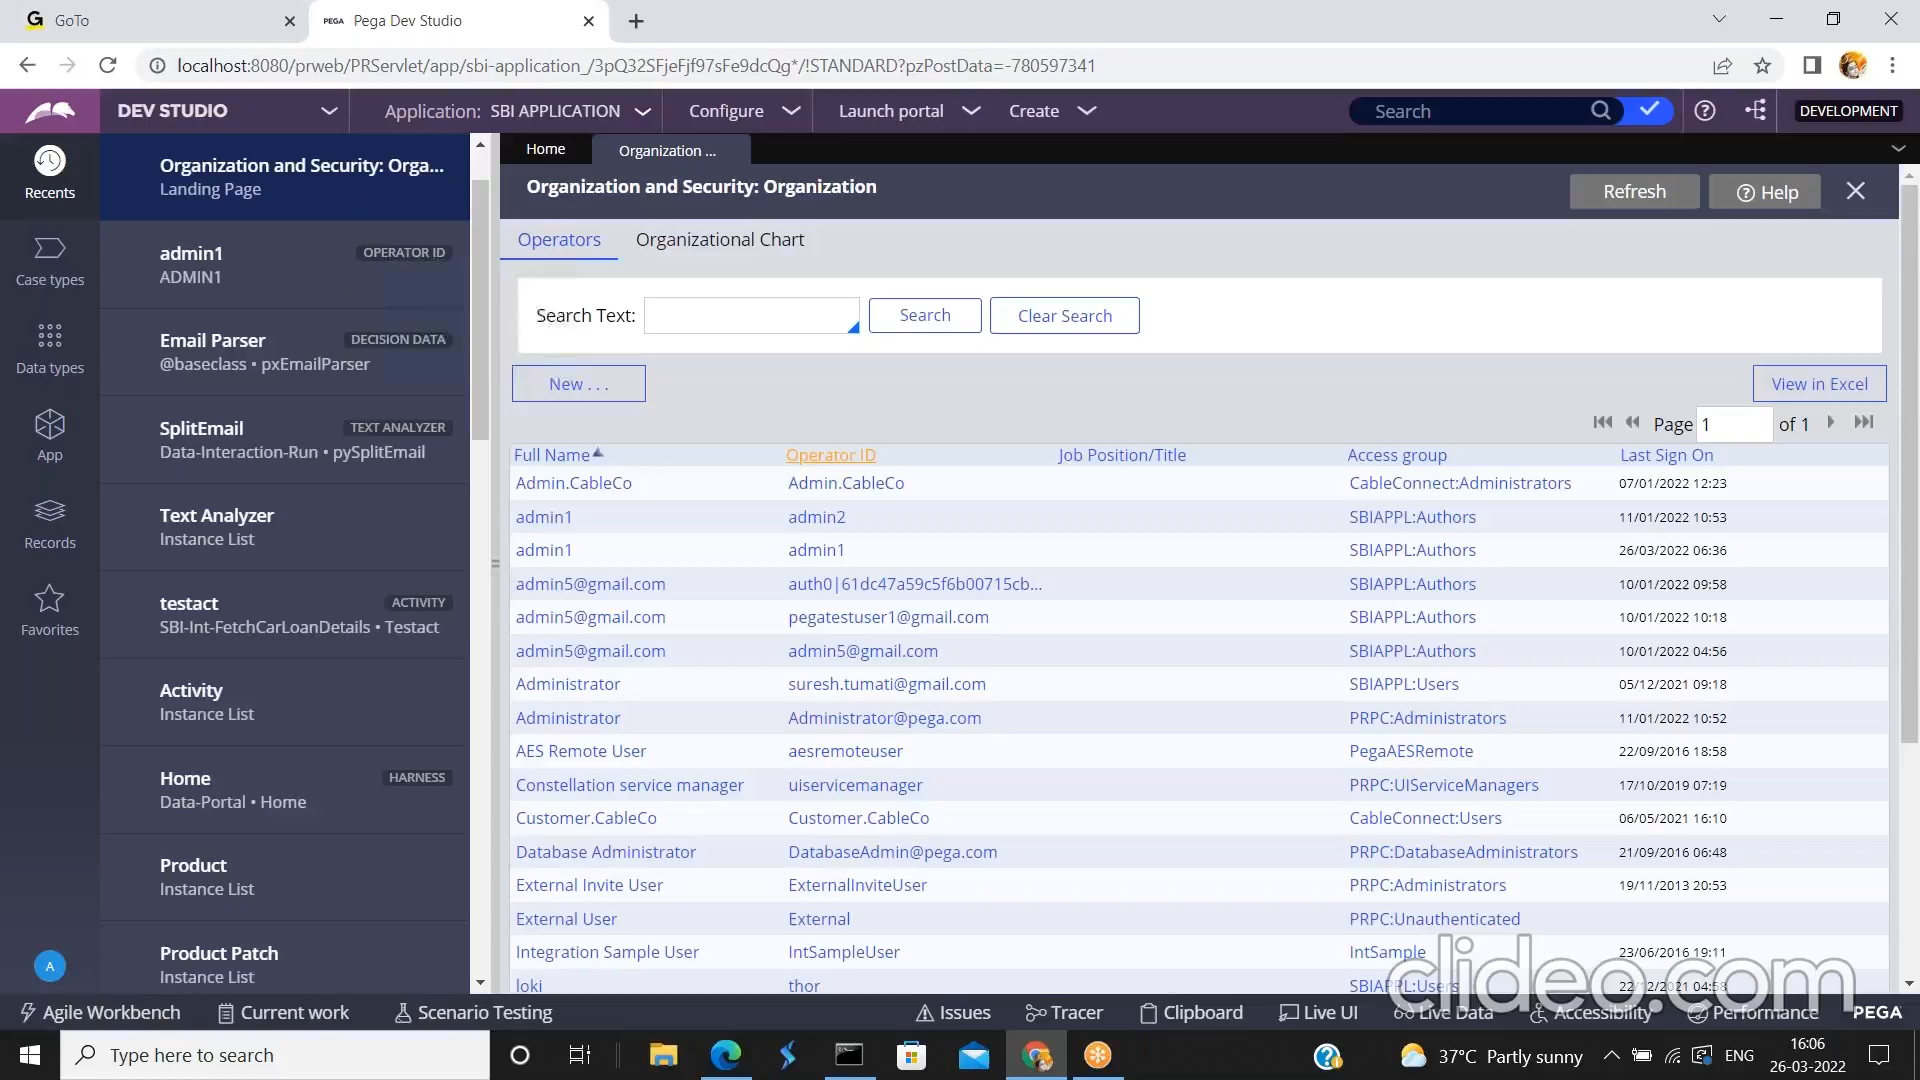 GoTo
PEGA Pega Dev Studio
localhost:8080/prweb/PRServlet/app/sbi-application_/3pQ32SFjeFjf97sFe9dcQg*/!STANDARD?pzPostData=-780597341
DEV STUDIO
Application: SBI APPLICATION
Configure
Launch portal
Create
Search
DEVELOPMENT
Recents
Case types
Data types
App
Records
Favorites
A
Organization and Security: Orga...
Landing Page
admin1 OPERATOR ID
ADMIN1
Email Parser DECISION DATA
@baseclass • pxEmailParser
SplitEmail TEXT ANALYZER
Data-Interaction-Run • pySplitEmail
Text Analyzer
Instance List
testact ACTIVITY
SBI-Int-FetchCarLoanDetails • Testact
Activity
Instance List
Home HARNESS
Data-Portal • Home
Product
Instance List
Product Patch
Instance List
Home Organization ...
Organization and Security: Organization
Refresh Help
Operators Organizational Chart
Search Text: Search Clear Search
New . . . View in Excel
Page 1 of 1
Full Name Operator ID Job Position/Title Access group Last Sign On
Admin.CableCo Admin.CableCo CableConnect:Administrators 07/01/2022 12:23
admin1 admin2 SBIAPPL:Authors 11/01/2022 10:53
admin1 admin1 SBIAPPL:Authors 26/03/2022 06:36
admin5@gmail.com auth0|61dc47a59c5f6b00715cb... SBIAPPL:Authors 10/01/2022 09:58
admin5@gmail.com pegatestuser1@gmail.com SBIAPPL:Authors 10/01/2022 10:18
admin5@gmail.com admin5@gmail.com SBIAPPL:Authors 10/01/2022 04:56
Administrator suresh.tumati@gmail.com SBIAPPL:Users 05/12/2021 09:18
Administrator Administrator@pega.com PRPC:Administrators 11/01/2022 10:52
AES Remote User aesremoteuser PegaAESRemote 22/09/2016 18:58
Constellation service manager uiservicemanager PRPC:UIServiceManagers 17/10/2019 07:19
Customer.CableCo Customer.CableCo CableConnect:Users 06/05/2021 16:10
Database Administrator DatabaseAdmin@pega.com PRPC:DatabaseAdministrators 21/09/2016 06:48
External Invite User ExternalInviteUser PRPC:Administrators 19/11/2013 20:53
External User External PRPC:Unauthenticated
Integration Sample User IntSampleUser IntSample 23/06/2016 19:11
loki thor SBIAPPL:Users 22/12/2021 04:58
clideo.com
Agile Workbench Current work Scenario Testing Issues Tracer Clipboard Live UI Live Data Accessibility Performance PEGA
Type here to search
37°C Partly sunny
ENG
16:06
26-03-2022